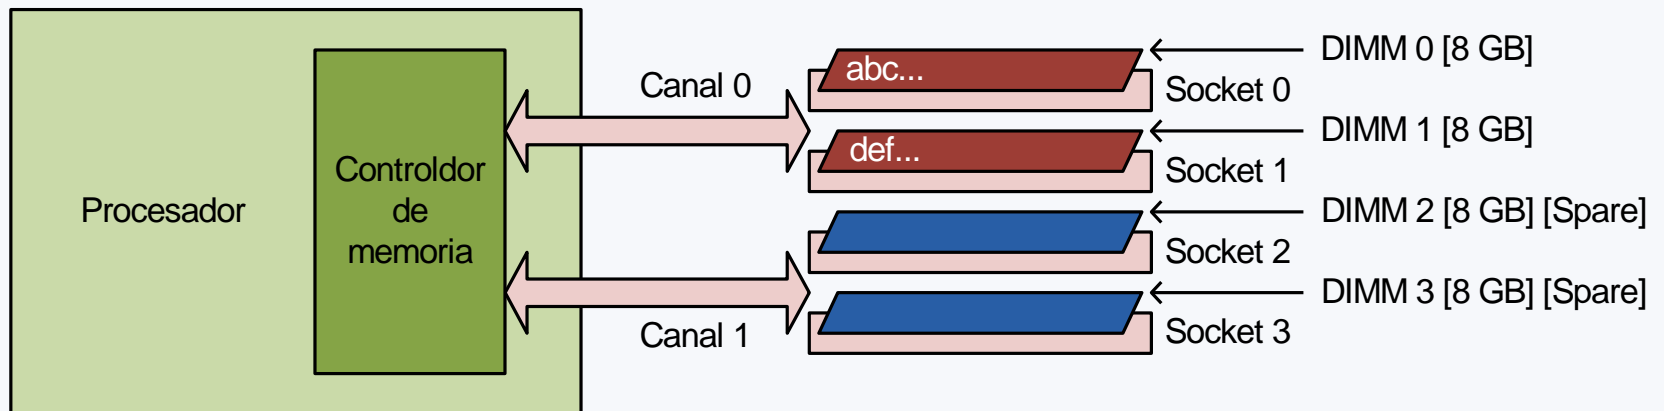 Procesador
Controldor
de
memoria
Canal 0
Canal 1
abc...
DIMM 0 [8 GB]
Socket 0
def...
DIMM 1 [8 GB]
Socket 1
DIMM 2 [8 GB] [Spare]
Socket 2
DIMM 3 [8 GB] [Spare]
Socket 3